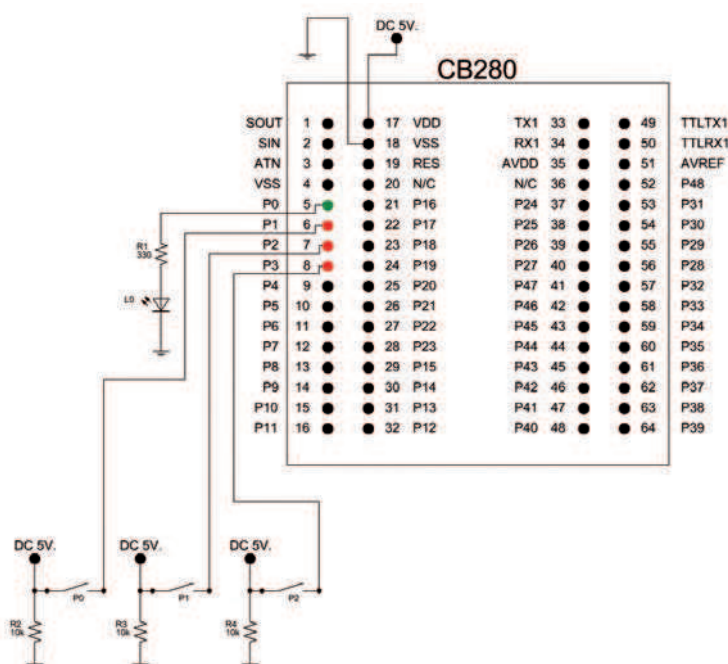 DC 5V.
CB280
SOUT 1 17 VDD TX1 33 49 TTLTX1
SIN 2 18 VSS RX1 34 50 TTLRX1
ATN 3 19 RES AVDD 35 51 AVREF
VSS 4 20 N/C N/C 36 52 P48
P0 5 21 P16 P24 37 53 P31
P1 6 22 P17 P25 38 54 P30
P2 7 23 P18 P26 39 55 P29
P3 8 24 P19 P27 40 56 P28
P4 9 25 P20 P47 41 57 P32
P5 10 26 P21 P46 42 58 P33
P6 11 27 P22 P45 43 59 P34
P7 12 28 P23 P44 44 60 P35
P8 13 29 P15 P43 45 61 P36
P9 14 30 P14 P42 46 62 P37
P10 15 31 P13 P41 47 63 P38
P11 16 32 P12 P40 48 64 P39
R1
330
L0
DC 5V. DC 5V. DC 5V.
P0 P1 P2
R2 R3 R4
10k 10k 10k